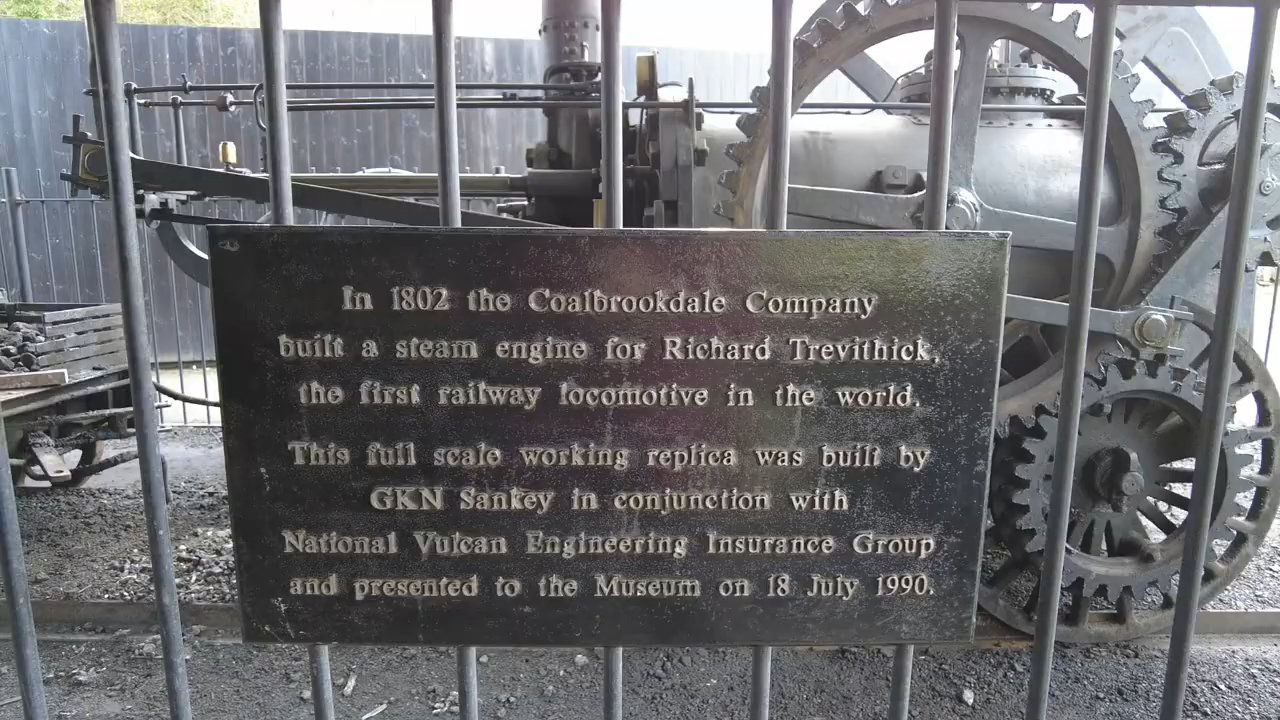 In 1802 the Coalbrookdale Company
built a steam engine for Richard Trevithick,
the first railway locomotive in the world.
This full scale working replica was built by
GKN Sankey in conjunction with
National Vulcan Engineering Insurance Group
and presented to the Museum on 18 July 1990.